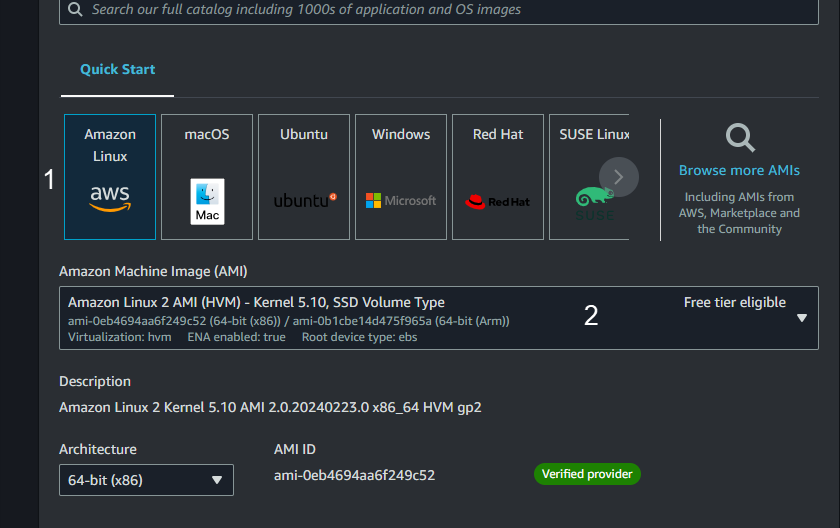 Search our full catalog including 1000s of application and OS images
Quick Start
1
Amazon
Linux
aws
macOS
Mac
Ubuntu
ubuntu
Windows
Microsoft
Red Hat
Red Hat
SUSE Linux
SUSE
Browse more AMIs
Including AMIs from
AWS, Marketplace and
the Community
Amazon Machine Image (AMI)
Amazon Linux 2 AMI (HVM) - Kernel 5.10, SSD Volume Type
2
Free tier eligible
ami-0eb4694aa6f249c52 (64-bit (x86)) / ami-0b1cbe14d475f965a (64-bit (Arm))
Virtualization: hvm ENA enabled: true Root device type: ebs
Description
Amazon Linux 2 Kernel 5.10 AMI 2.0.20240223.0 x86_64 HVM gp2
Architecture
AMI ID
64-bit (x86)
ami-0eb4694aa6f249c52
Verified provider